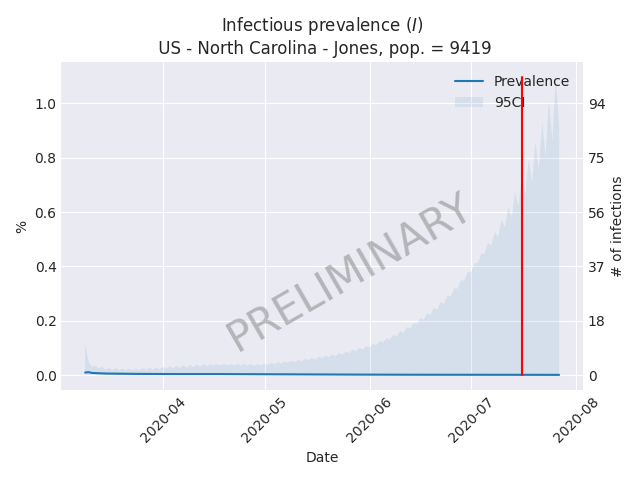 Infectious prevalence (I)
US - North Carolina - Jones, pop. = 9419
Prevalence
95CI
1.0
0.8
0.6
0.4
0.2
0.0
%
94
75
56
37
18
0
# of infections
PRELIMINARY
2020-04
2020-05
2020-06
2020-07
2020-08
Date